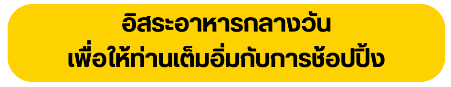 อิสระอาหารกลางวัน
เพื่อให้ท่านเต็มอิ่มกับการช้อปปิ้ง